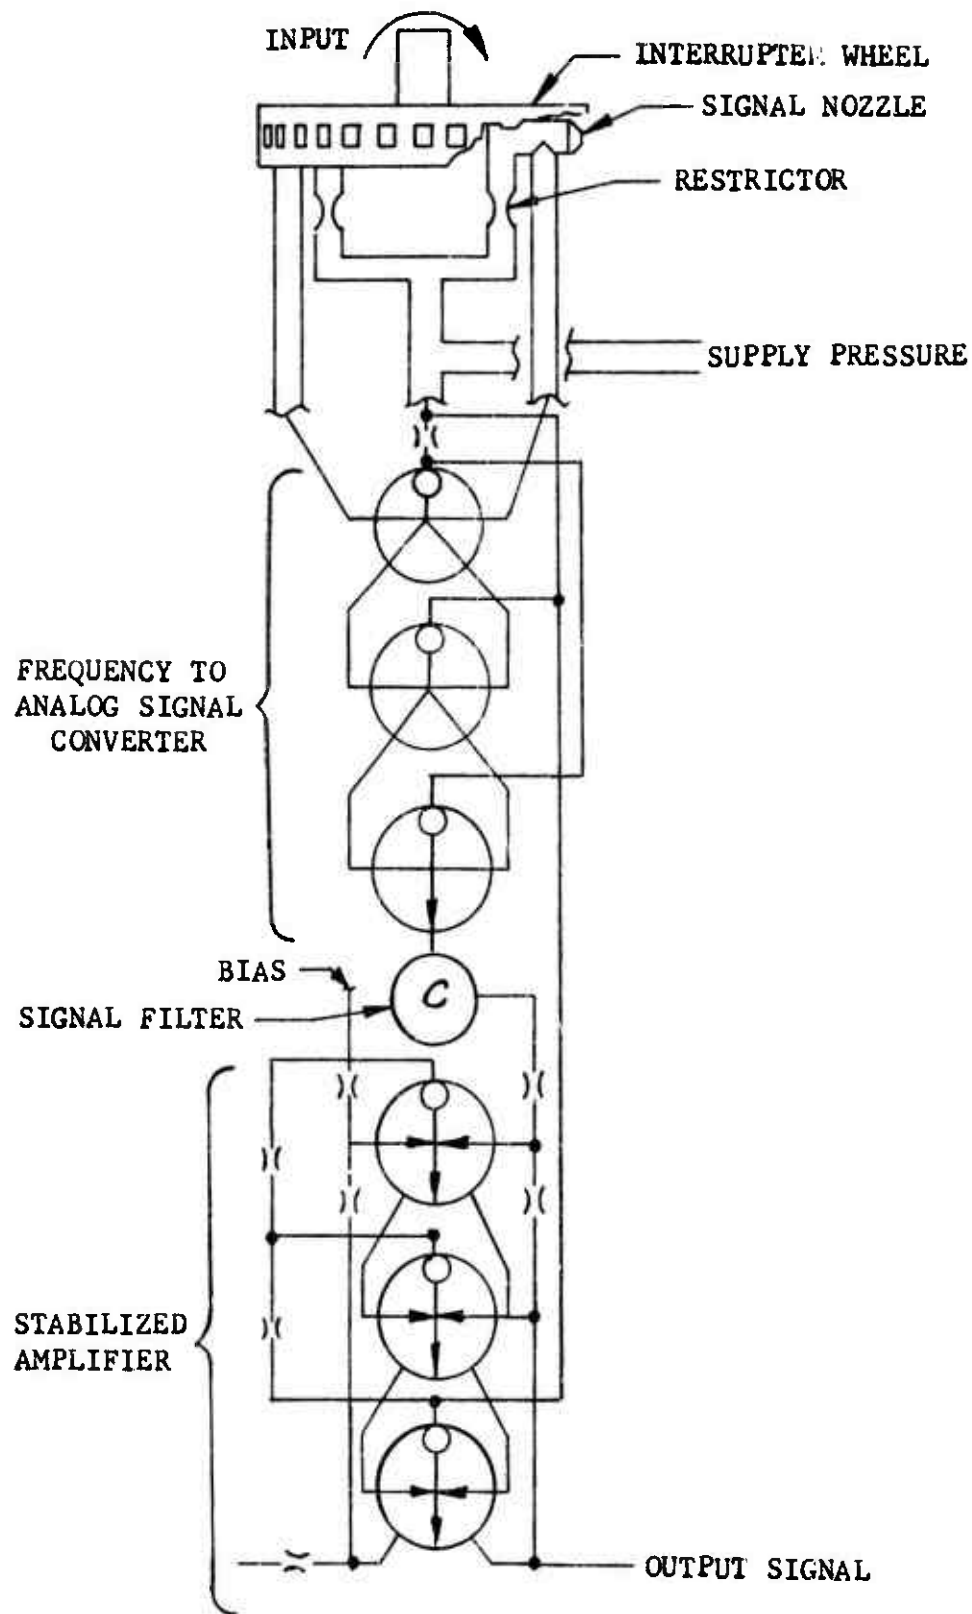 INPUT
INTERRUPTER WHEEL
SIGNAL NOZZLE
RESTRICTOR
SUPPLY PRESSURE
FREQUENCY TO
ANALOG SIGNAL
CONVERTER
BIAS
C
SIGNAL FILTER
STABILIZED
AMPLIFIER
OUTPUT SIGNAL